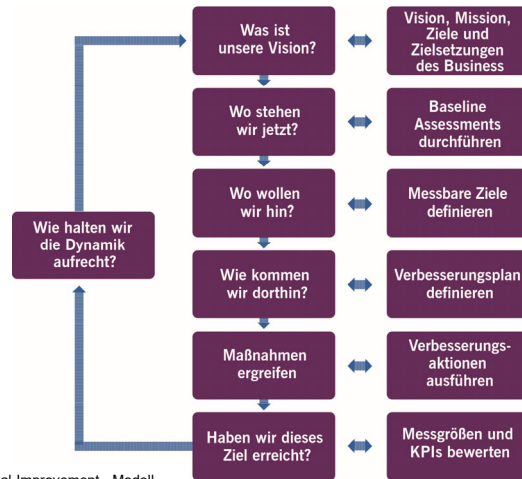 Was ist
unsere Vision?
Vision, Mission,
Ziele und
Zielsetzungen
des Business
Wo stehen
wir jetzt?
Baseline
Assessments
durchführen
Wo wollen
wir hin?
Messbare Ziele
definieren
Wie halten wir
die Dynamik
aufrecht?
Wie kommen
wir dorthin?
Verbesserungsplan
definieren
Maßnahmen
ergreifen
Verbesserungs-
aktionen
ausführen
Haben wir dieses
Ziel erreicht?
Messgrößen und
KPIs bewerten